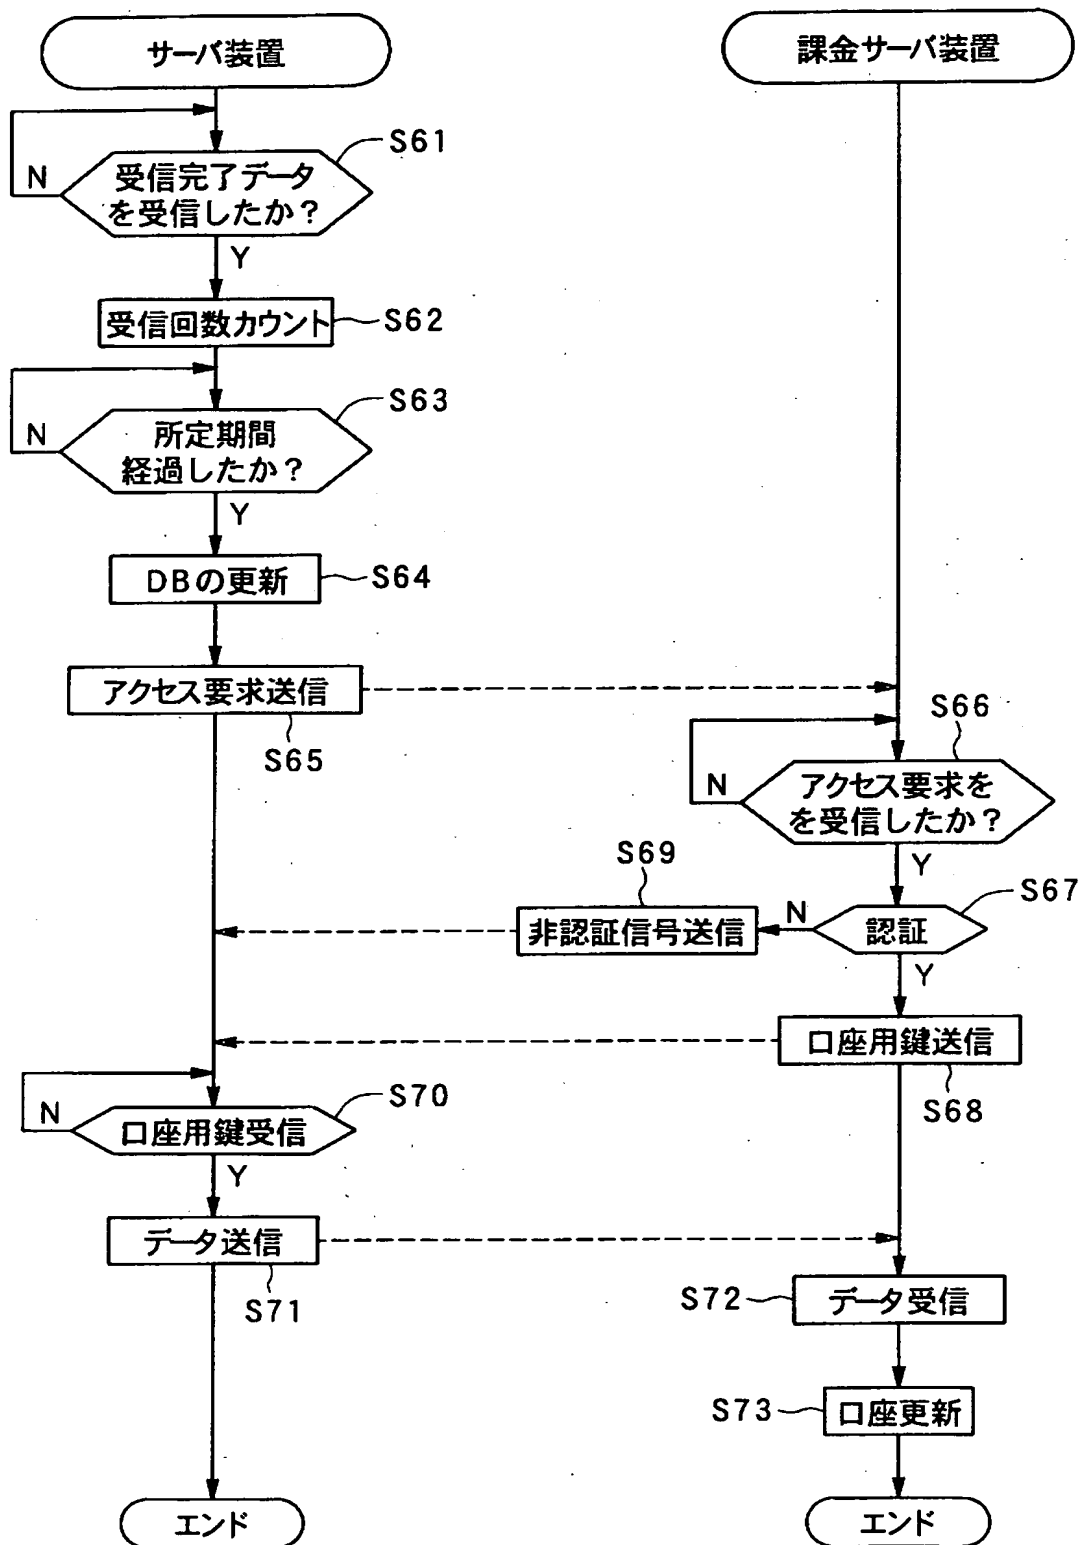 サーバ装置
課金サーバ装置
S61
N
受信完了データ
を受信したか？
Y
受信回数カウント
S62
S63
N
所定期間
経過したか？
Y
DBの更新
S64
アクセス要求送信
S65
S66
N
アクセス要求を
を受信したか？
Y
S69
S67
非認証信号送信
N
認証
Y
口座用鍵送信
S68
S70
N
口座用鍵受信
Y
データ送信
S71
S72
データ受信
S73
口座更新
エンド
エンド